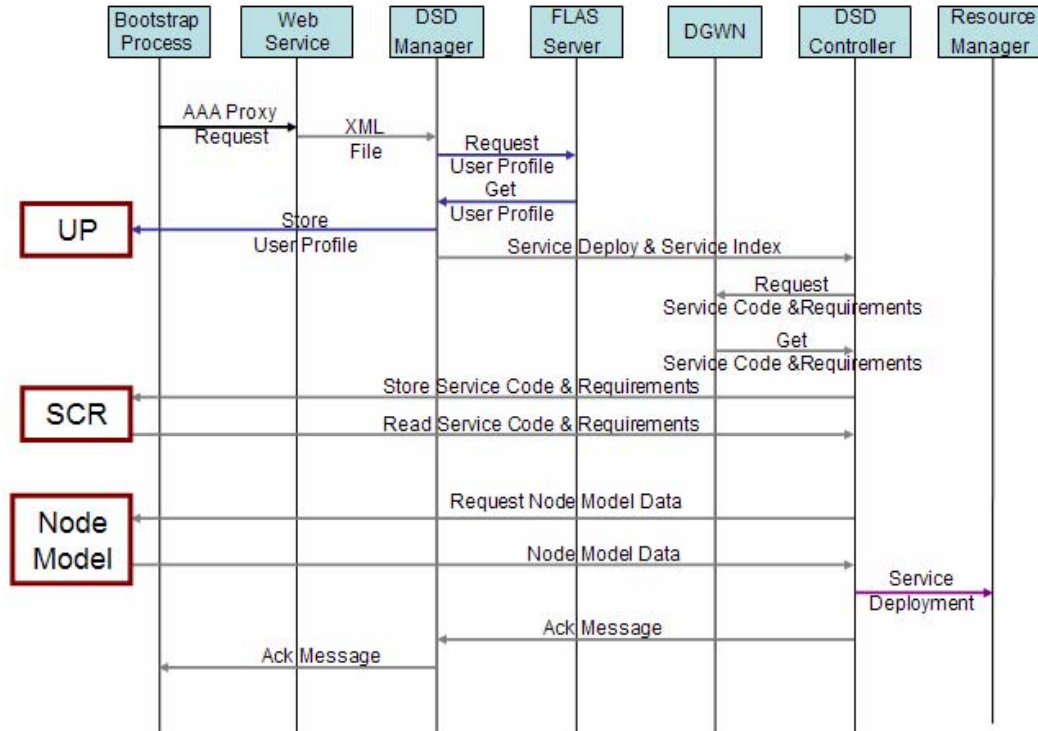 Bootstrap
Process
Web
Service
DSD
Manager
FLAS
Server
DGWN
DSD
Controller
Resource
Manager
AAA Proxy
Request
XML
File
Request
User Profile
Get
User Profile
UP
Store
User Profile
Service Deploy & Service Index
Request
Service Code &Requirements
Get
Service Code &Requirements
SCR
Store Service Code & Requirements
Read Service Code & Requirements
Node
Model
Request Node Model Data
Node Model Data
Service
Deployment
Ack Message
Ack Message